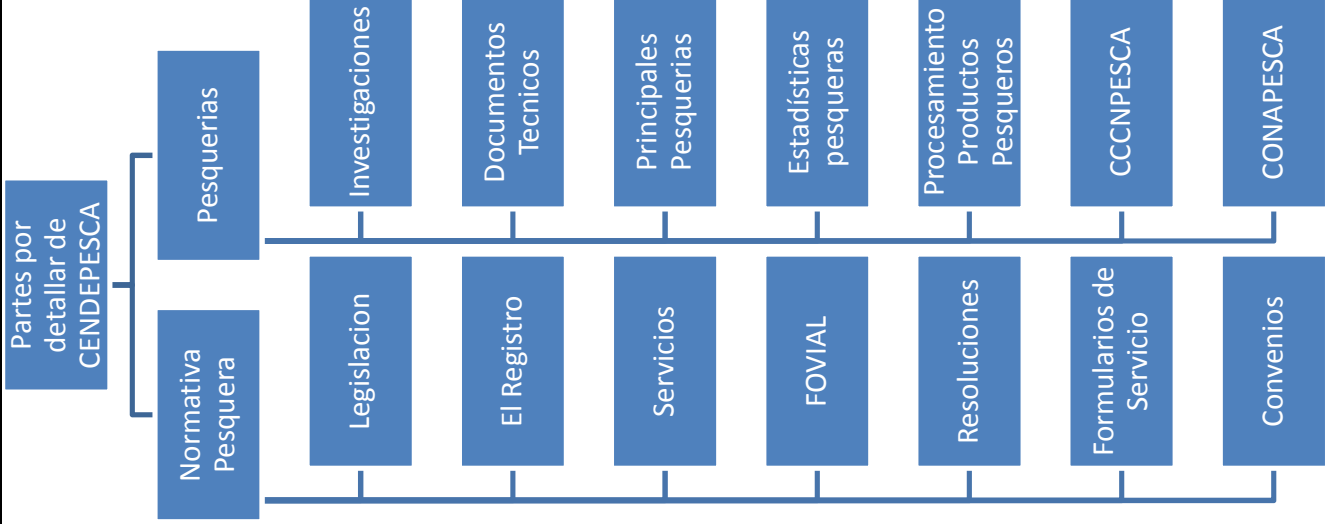 Partes por
detallar de
CENDEPESCA
Normativa
Pesquera
Legislacion
El Registro
Servicios
FOVIAL
Resoluciones
Formularios de
Servicio
Convenios
Pesquerias
Investigaciones
Documentos
Tecnicos
Principales
Pesquerias
Estadísticas
pesqueras
Procesamiento
Productos
Pesqueros
CCCNPESCA
CONAPESCA